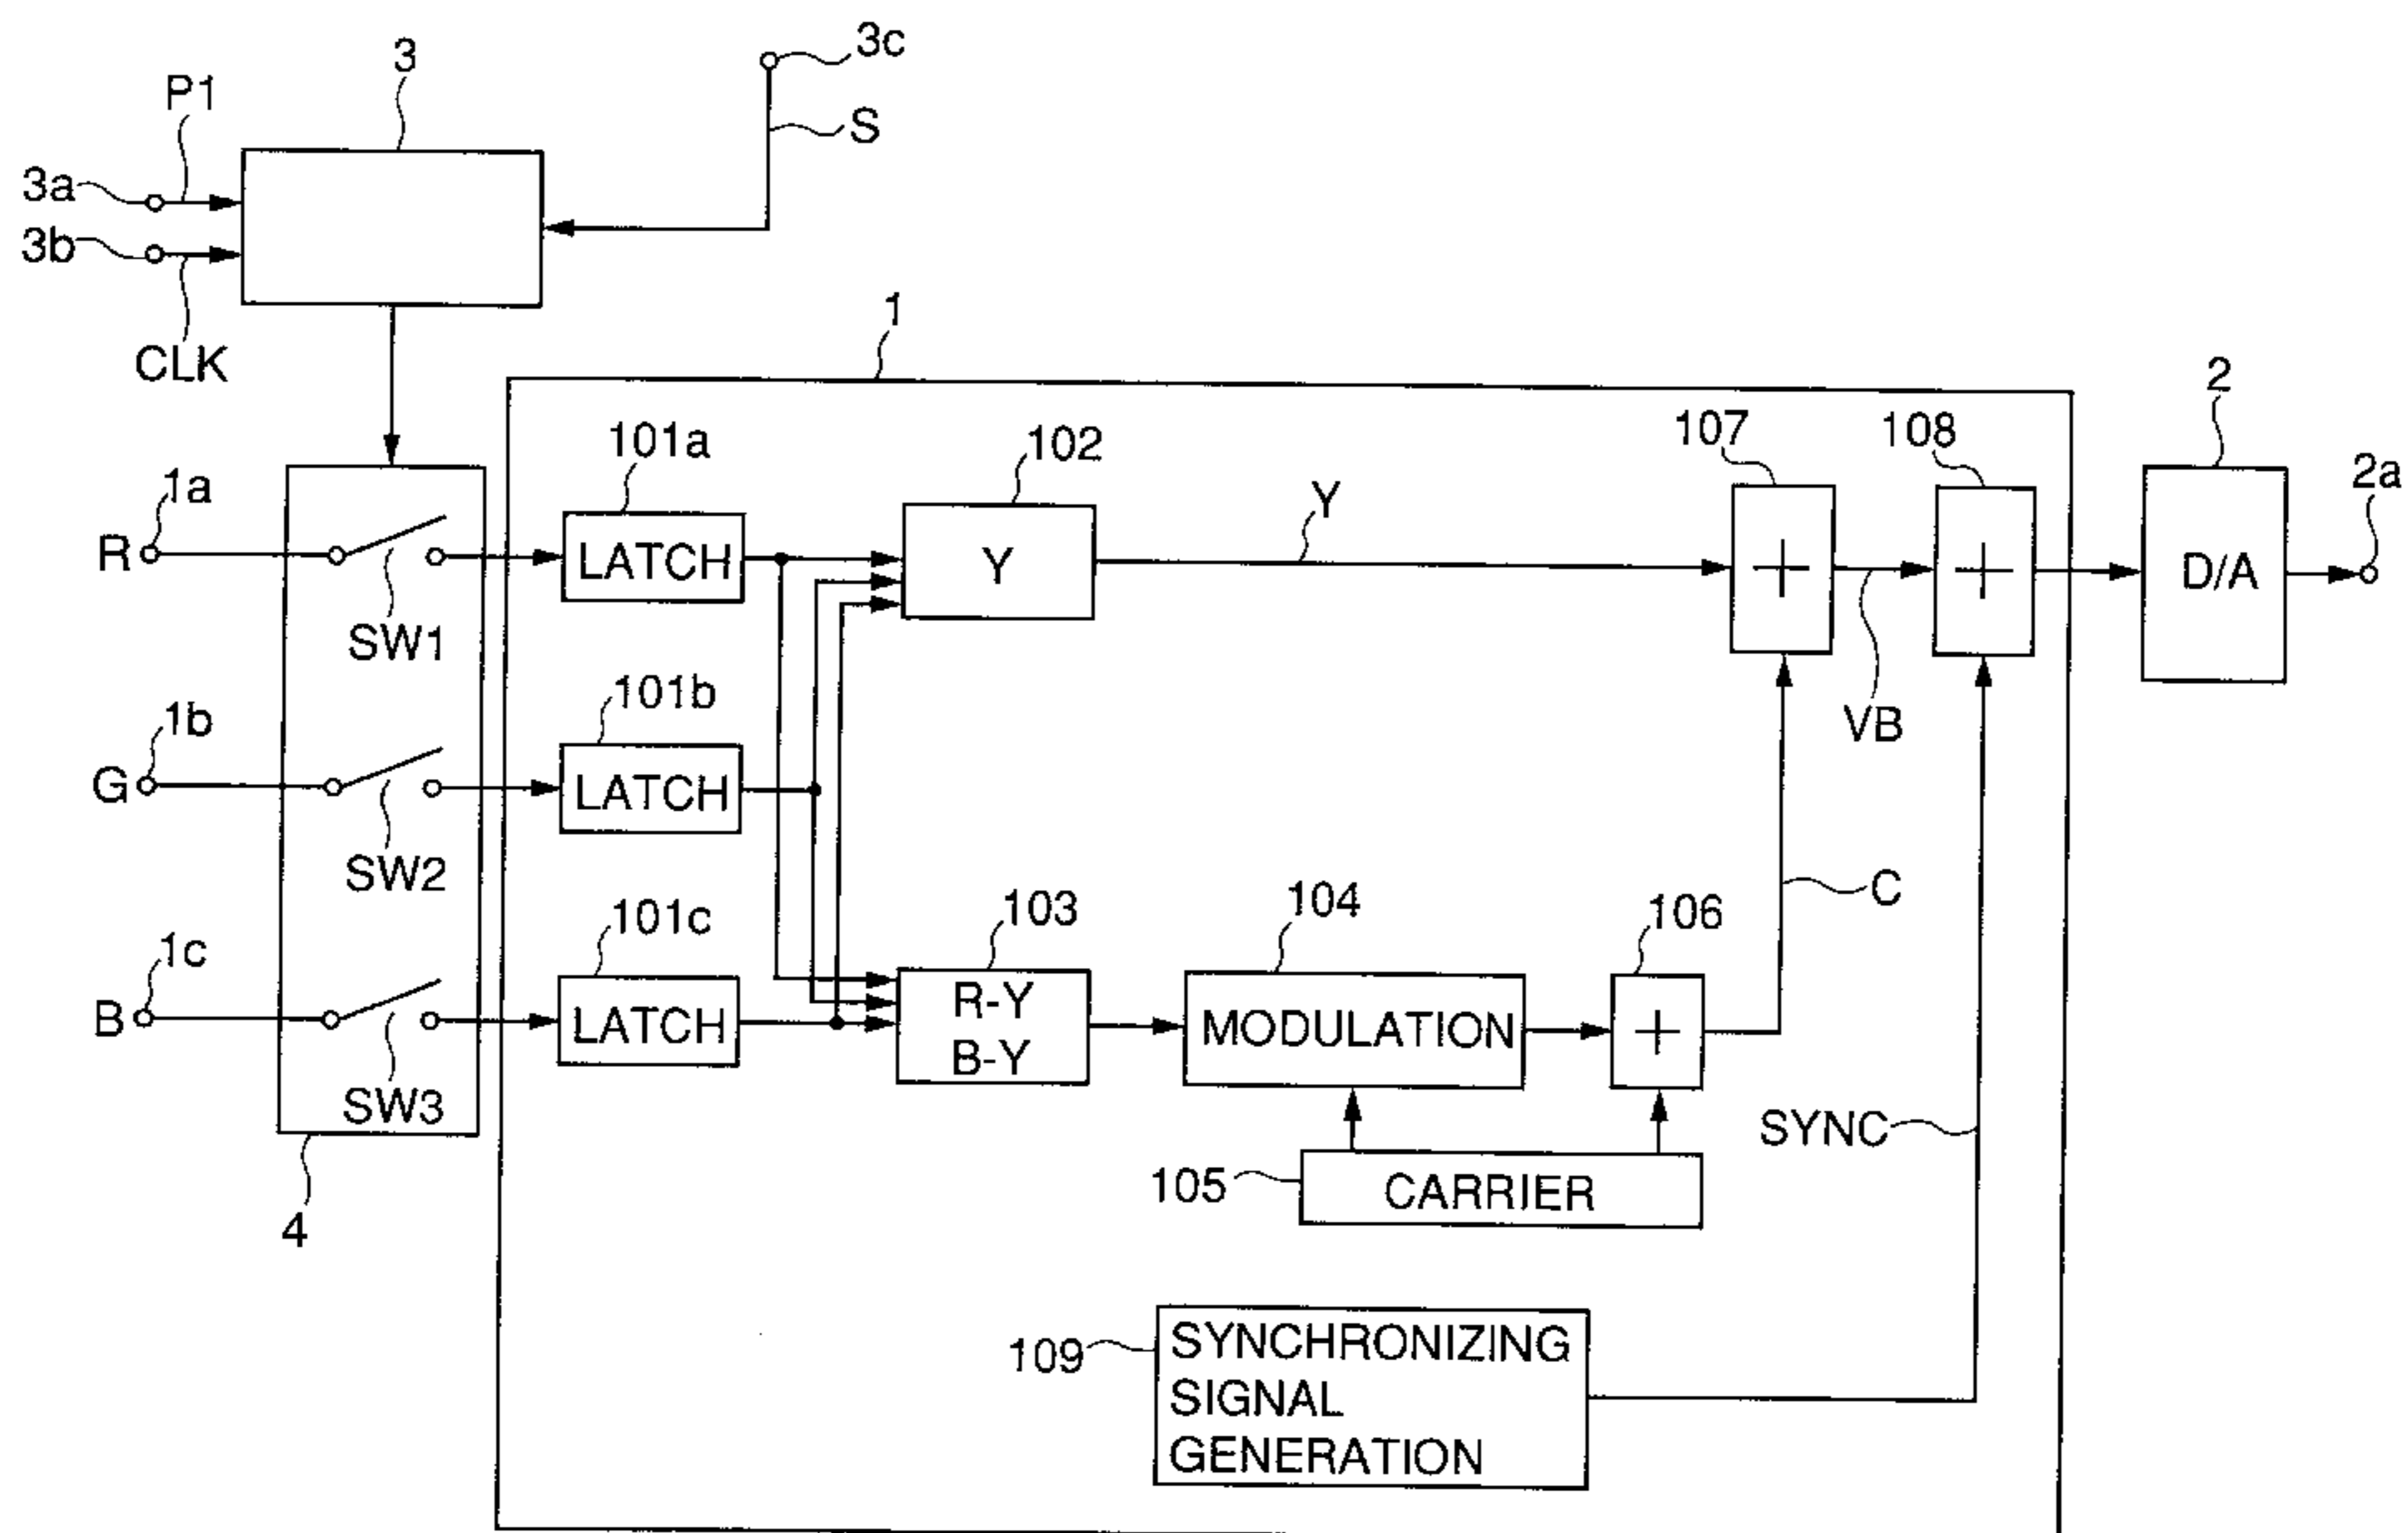 3
3c
P1
S
3a
3b
CLK
1
2
101a
102
107
108
2a
1a
R
LATCH
Y
Y
+
+
D/A
SW1
1b
101b
VB
G
LATCH
SW2
1c
101c
103
104
106
C
B
LATCH
R-Y
B-Y
MODULATION
+
SW3
SYNC
4
105
CARRIER
109
SYNCHRONIZING
SIGNAL
GENERATION